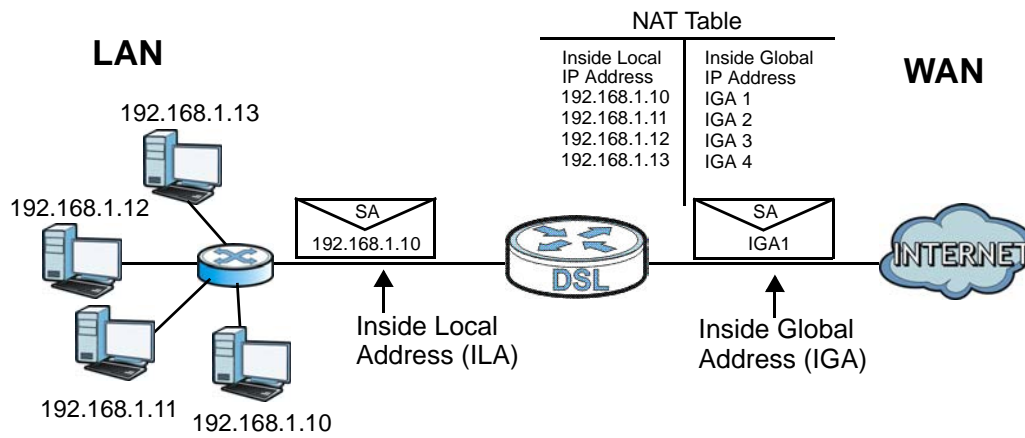 NAT Table
LAN
WAN
Inside Local
IP Address
192.168.1.10
192.168.1.11
192.168.1.12
192.168.1.13
Inside Global
IP Address
IGA 1
IGA 2
IGA 3
IGA 4
192.168.1.13
192.168.1.12
192.168.1.11
192.168.1.10
SA
192.168.1.10
Inside Local
Address (ILA)
DSL
SA
IGA1
Inside Global
Address (IGA)
INTERNET